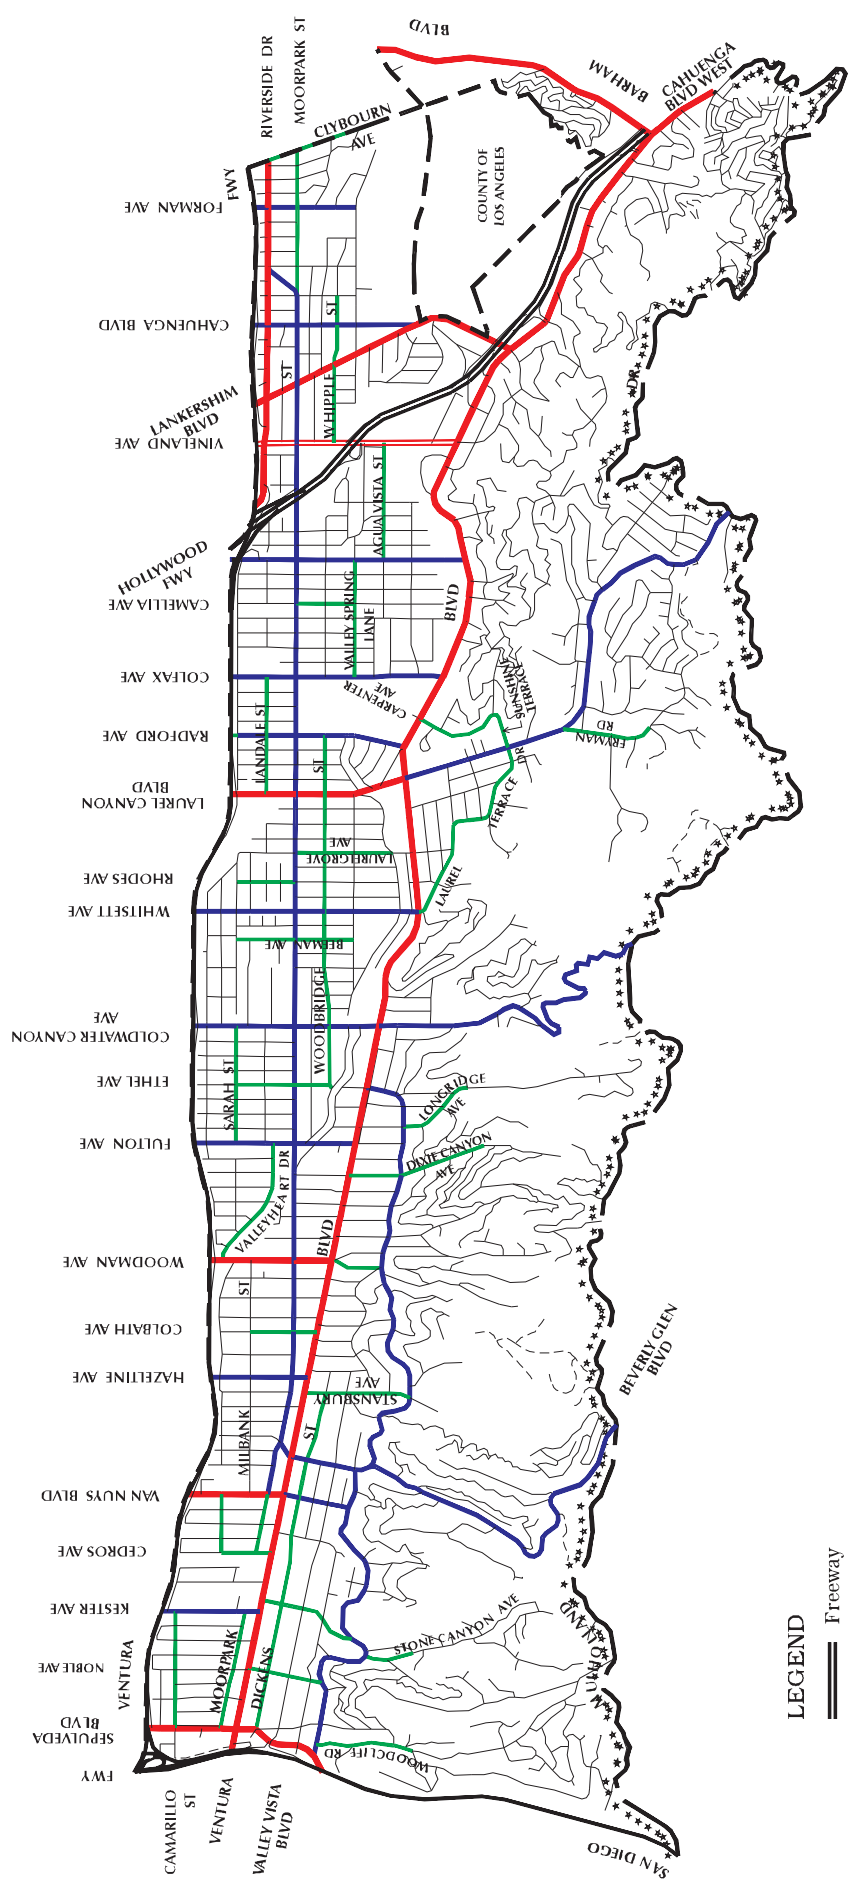 BLVD
BARHAM
CAHUENGA
BLVD WEST
RIVERSIDE DR
MOORPARK ST
CLYBOURN
AVE
FWY
COUNTY OF
LOS ANGELES
FORMAN AVE
CAHUENGA BLVD
ST
ST
WHIPPLE
DR
LANKERSHIM
BLVD
VINELAND AVE
AGUA VISTA ST
HOLLYWOOD
FWY
CAMELLIA AVE
VALLEY SPRING
LANE
BLVD
COLFAX AVE
CARPENTER
AVE
SUNSHINE
TERRACE
RADFORD AVE
LANDALE ST
ST
DR
FRYMAN
RD
LAUREL CANYON
BLVD
TERRACE
LAUREL
LAURELGROVE
AVE
RHODES AVE
WHITSETT AVE
BEEMAN AVE
WOODBRIDGE
COLDWATER CANYON
AVE
ETHEL AVE
SARAH ST
LONGRIDGE
AVE
FULTON AVE
DIXIE CANYON
AVE
VALLEYHEART DR
BLVD
WOODMAN AVE
ST
COLBATH AVE
HAZELTINE AVE
STANSBURY
AVE
BEVERLY GLEN
BLVD
MILBANK
ST
VAN NUYS BLVD
CEDROS AVE
KESTER AVE
STONE CANYON AVE
MULHOLLAND
NOBLE AVE
VENTURA
MOORPARK
DICKENS
SEPULVEDA
BLVD
WOODCLIFF RD
FWY
CAMARILLO
ST
VENTURA
VALLEY VISTA
BLVD
SAN DIEGO
LEGEND
Freeway